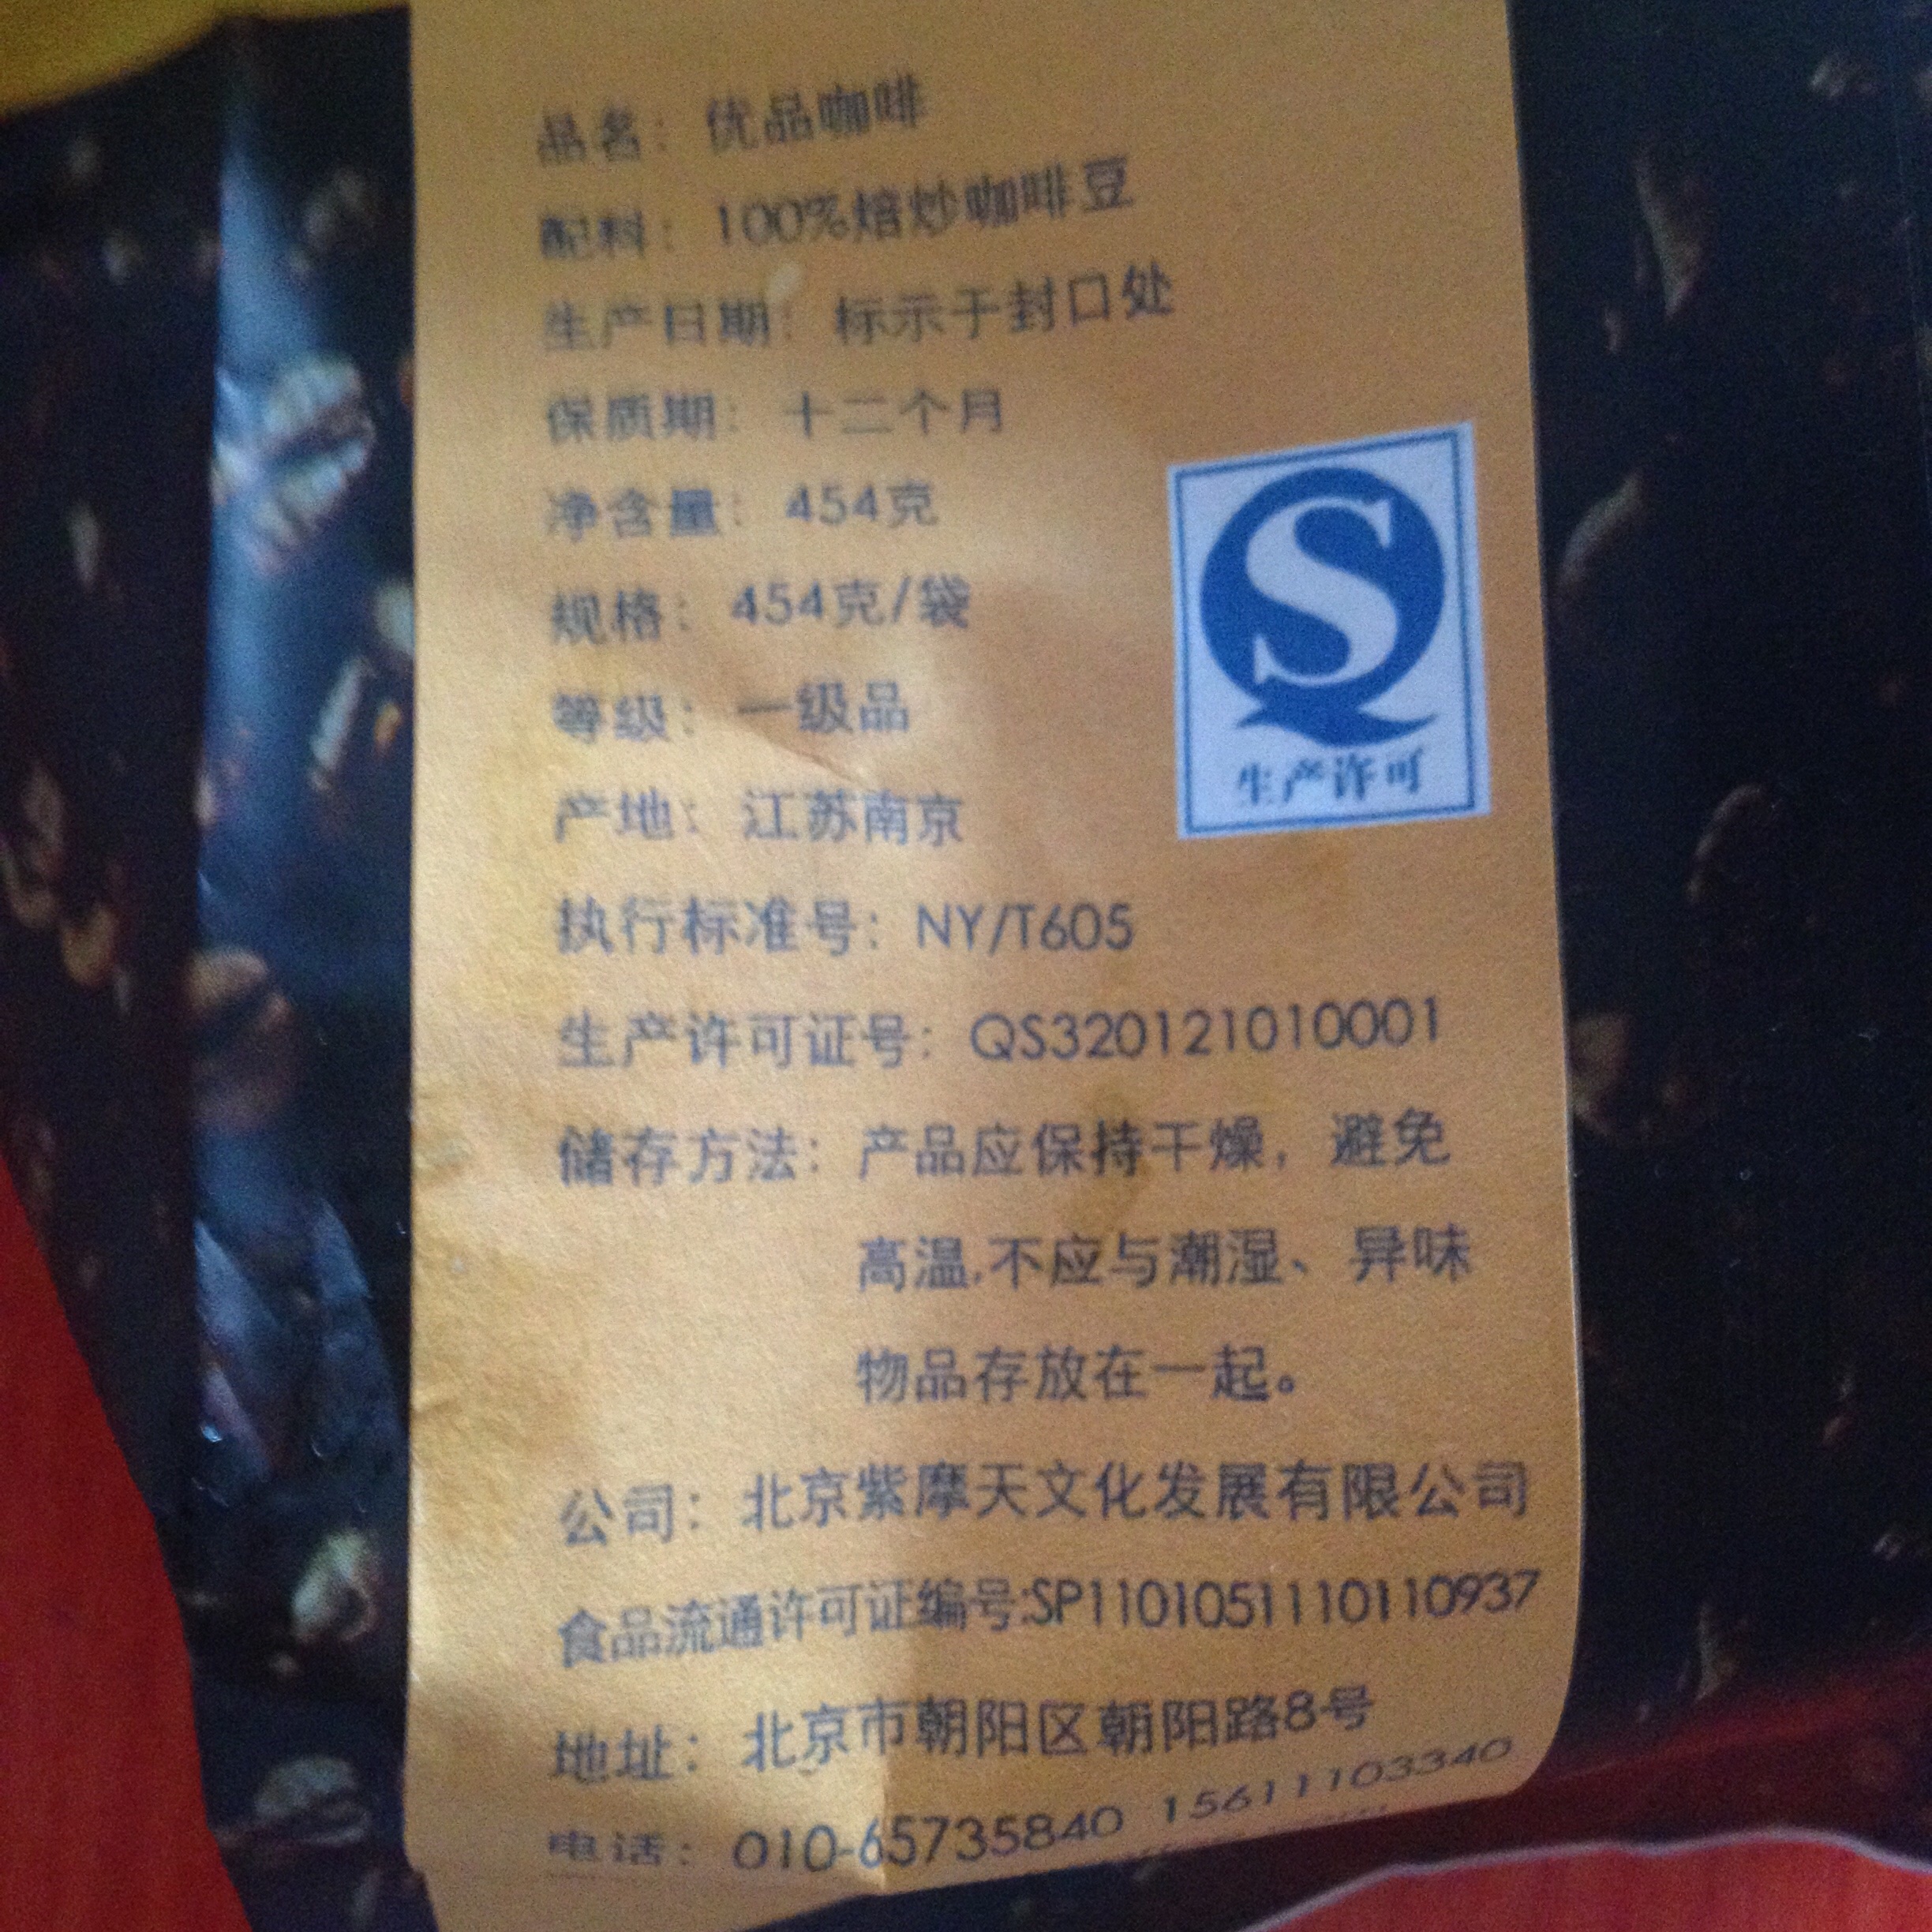 品名：优品咖啡
配料：100%焙炒咖啡豆
生产日期：标示于封口处
保质期：十二个月
净含量：454克
规格：454克/袋
等级：一级品
产地：江苏南京
S
生产许可
执行标准号：NY/T605
生产许可证号：QS320121010001
储存方法：产品应保持干燥，避免
高温,不应与潮湿、异味
物品存放在一起。
公司：北京紫摩天文化发展有限公司
食品流通许可证编号:SP1101051110110937
地址：北京市朝阳区朝阳路8号
电话：010-65735840 15611103340